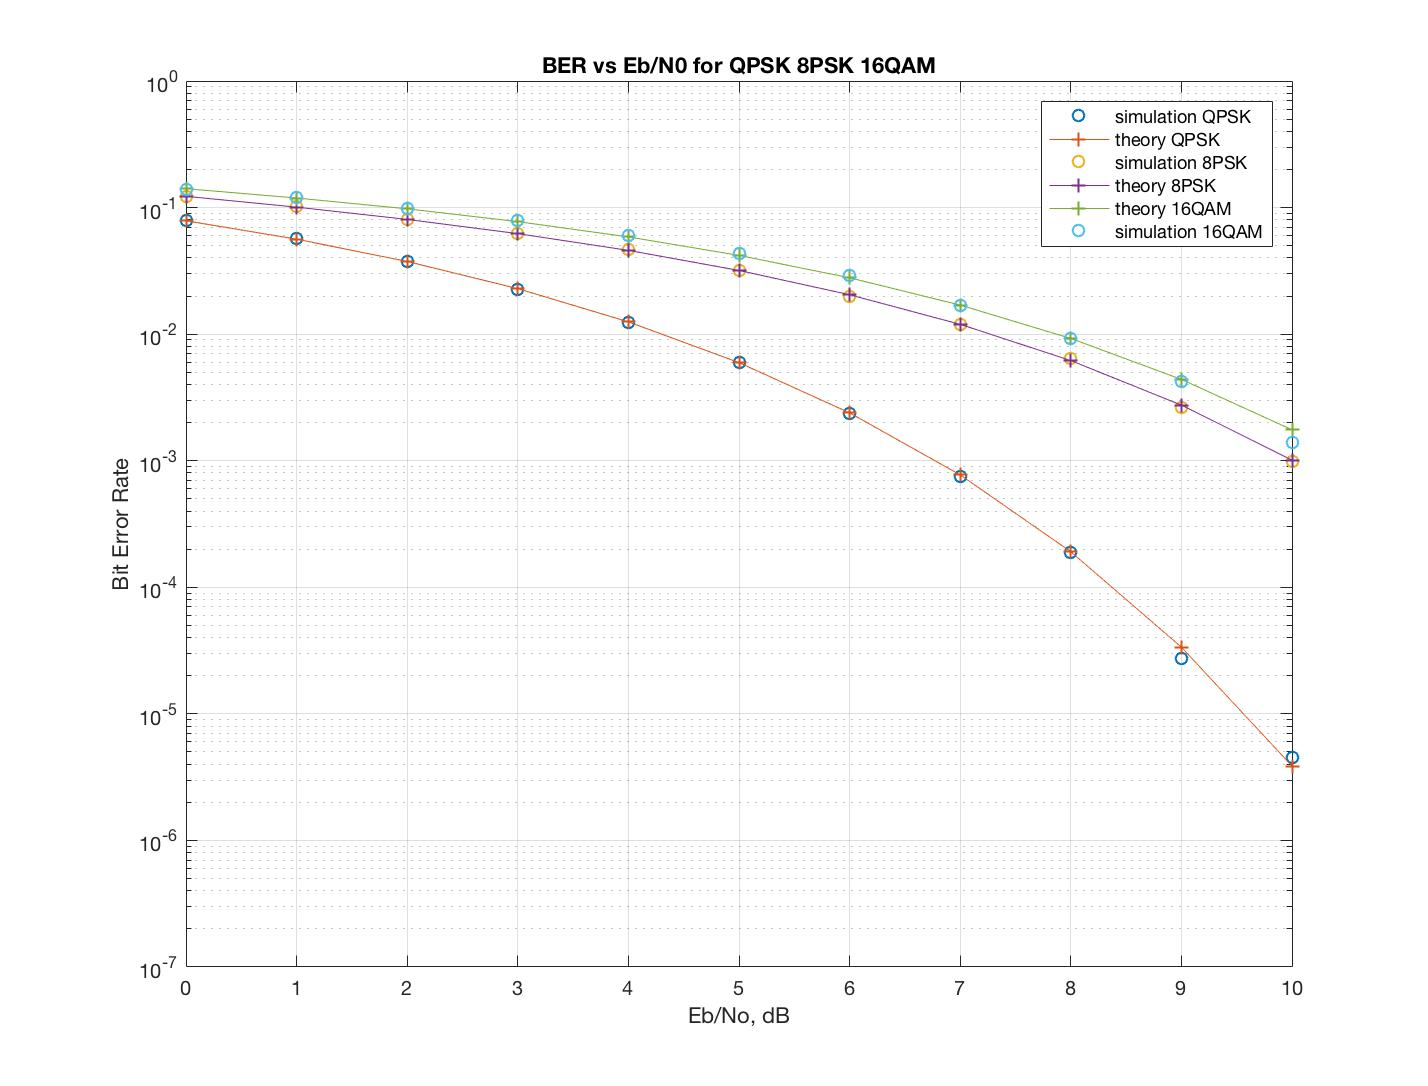 BER vs Eb/N0 for QPSK 8PSK 16QAM
simulation QPSK
theory QPSK
simulation 8PSK
theory 8PSK
theory 16QAM
simulation 16QAM
Bit Error Rate
10^0
10^-1
10^-2
10^-3
10^-4
10^-5
10^-6
10^-7
0 1 2 3 4 5 6 7 8 9 10
Eb/No, dB